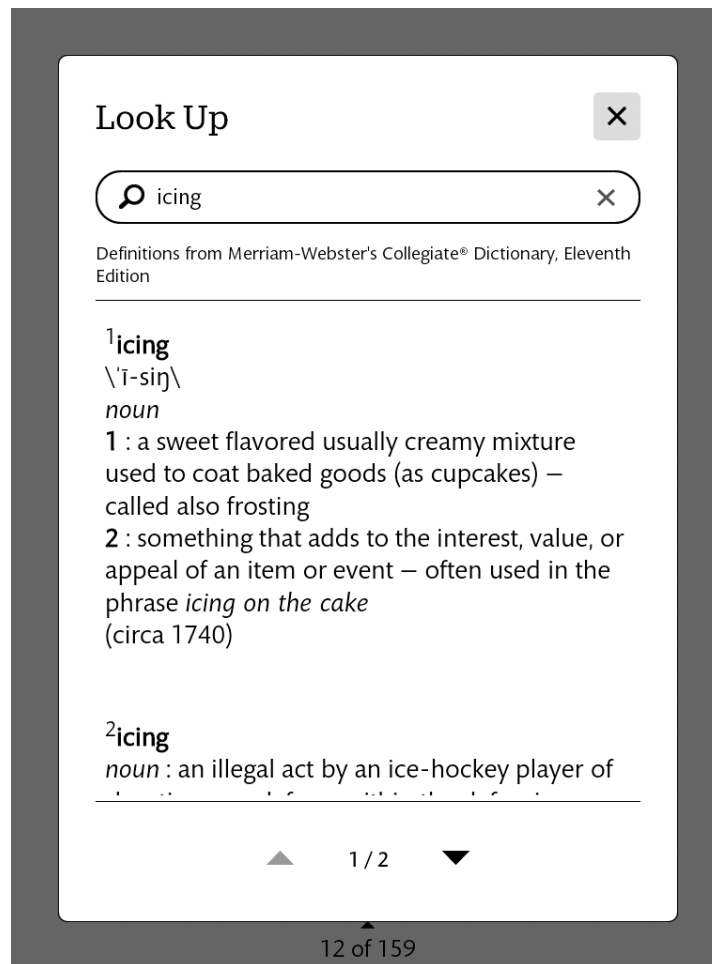 Look Up
icing
Definitions from Merriam-Webster's Collegiate® Dictionary, Eleventh
Edition
¹icing
\ˈī-siŋ\
noun
1 : a sweet flavored usually creamy mixture
used to coat baked goods (as cupcakes) —
called also frosting
2 : something that adds to the interest, value, or
appeal of an item or event — often used in the
phrase icing on the cake
(circa 1740)
²icing
noun : an illegal act by an ice-hockey player of
1 / 2
12 of 159